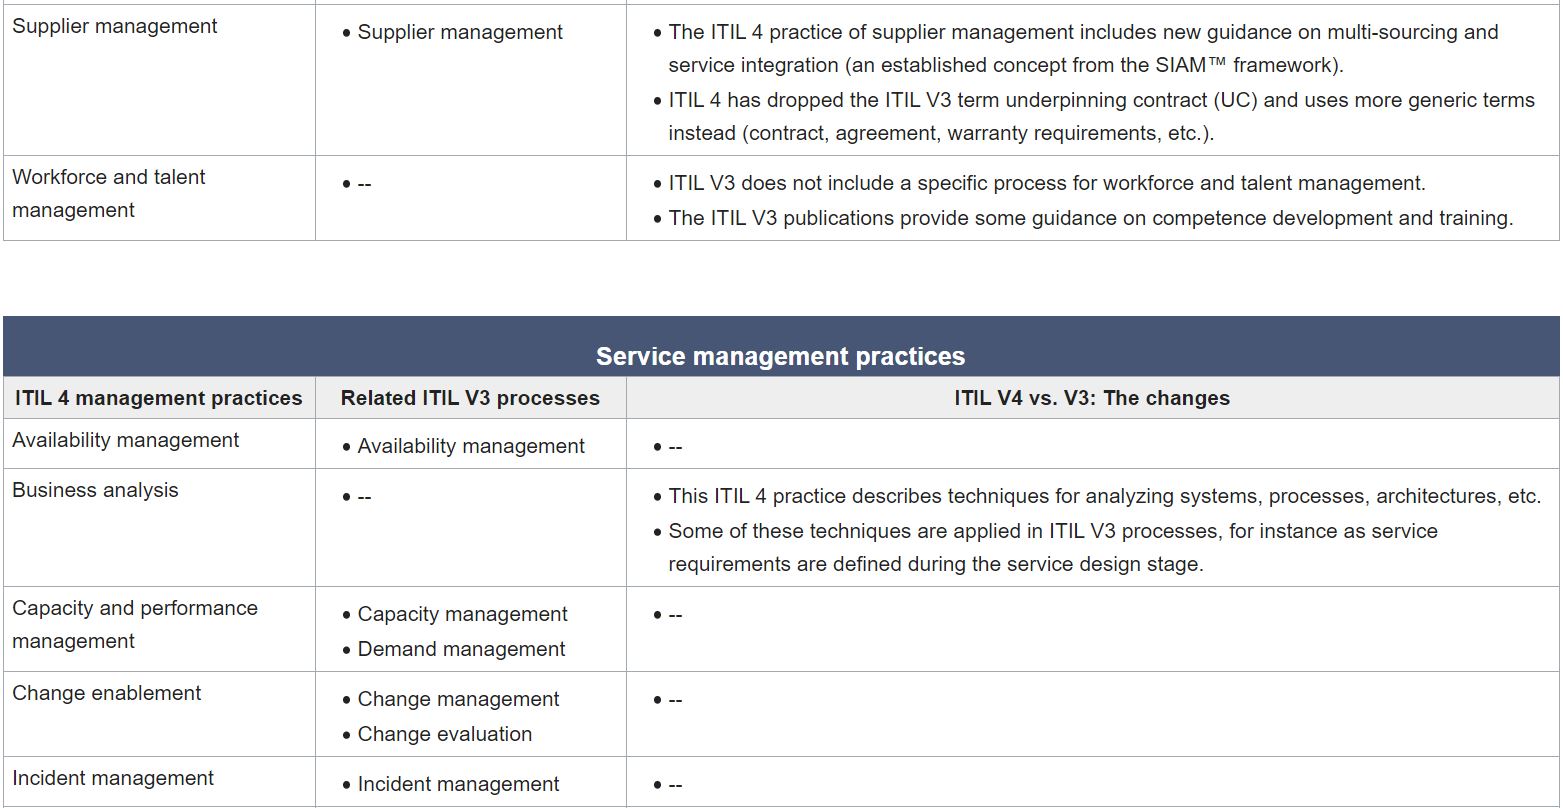 Supplier management
• Supplier management
• The ITIL 4 practice of supplier management includes new guidance on multi-sourcing and
service integration (an established concept from the SIAM™ framework).
• ITIL 4 has dropped the ITIL V3 term underpinning contract (UC) and uses more generic terms
instead (contract, agreement, warranty requirements, etc.).
Workforce and talent
management
• --
• ITIL V3 does not include a specific process for workforce and talent management.
• The ITIL V3 publications provide some guidance on competence development and training.
Service management practices
ITIL 4 management practices
Related ITIL V3 processes
ITIL V4 vs. V3: The changes
Availability management
• Availability management
• --
Business analysis
• --
• This ITIL 4 practice describes techniques for analyzing systems, processes, architectures, etc.
• Some of these techniques are applied in ITIL V3 processes, for instance as service
requirements are defined during the service design stage.
Capacity and performance
management
• Capacity management
• Demand management
• --
Change enablement
• Change management
• Change evaluation
• --
Incident management
• Incident management
• --